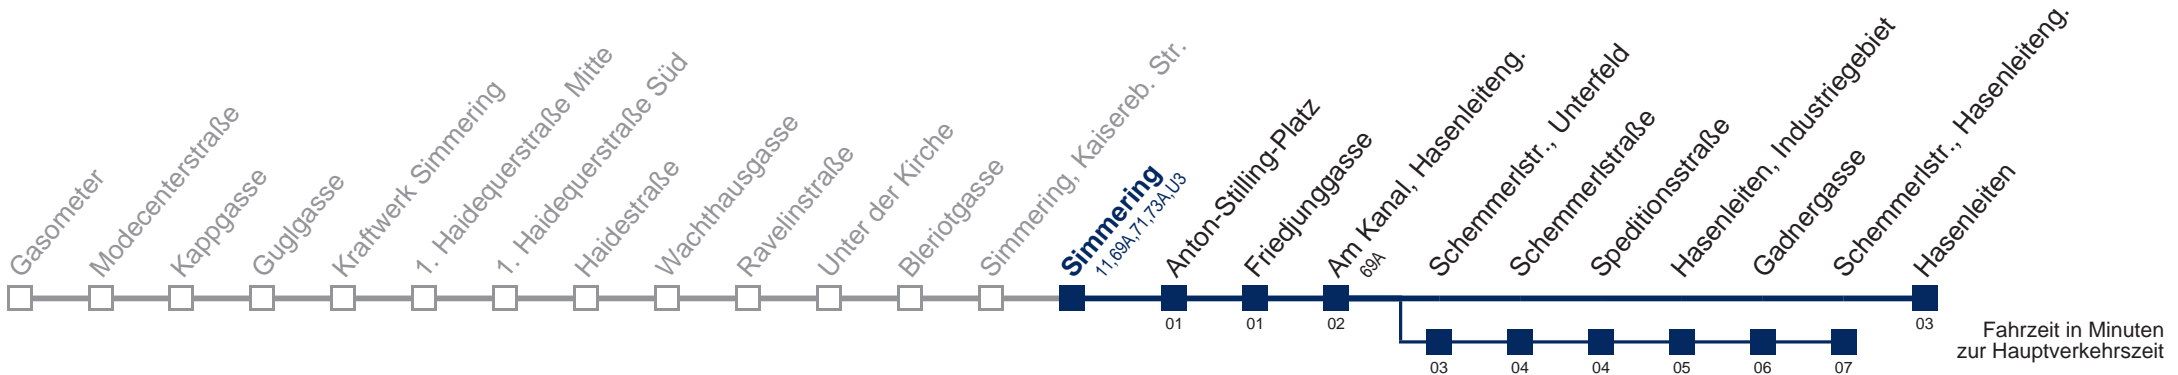 Gasometer
Modecenterstraße
Kappgasse
Guglgasse
Kraftwerk Simmering
1. Haidequerstraße Mitte
1. Haidequerstraße Süd
Haidestraße
Wachthausgasse
Ravelinstraße
Unter der Kirche
Bleriotgasse
Simmering, Kaisereb. Str.
Simmering
11,69A,71,73A,U3
Anton-Stilling-Platz
Friedjunggasse
Am Kanal, Hasenleiteng.
69A
Schemmerlstr., Unterfeld
Schemmerlstraße
Speditionsstraße
Hasenleiten, Industriegebiet
Gadnergasse
Schemmerlstr., Hasenleiteng.
Hasenleiten
01
01
02
03
03
04
04
05
06
07
Fahrzeit in Minuten
zur Hauptverkehrszeit